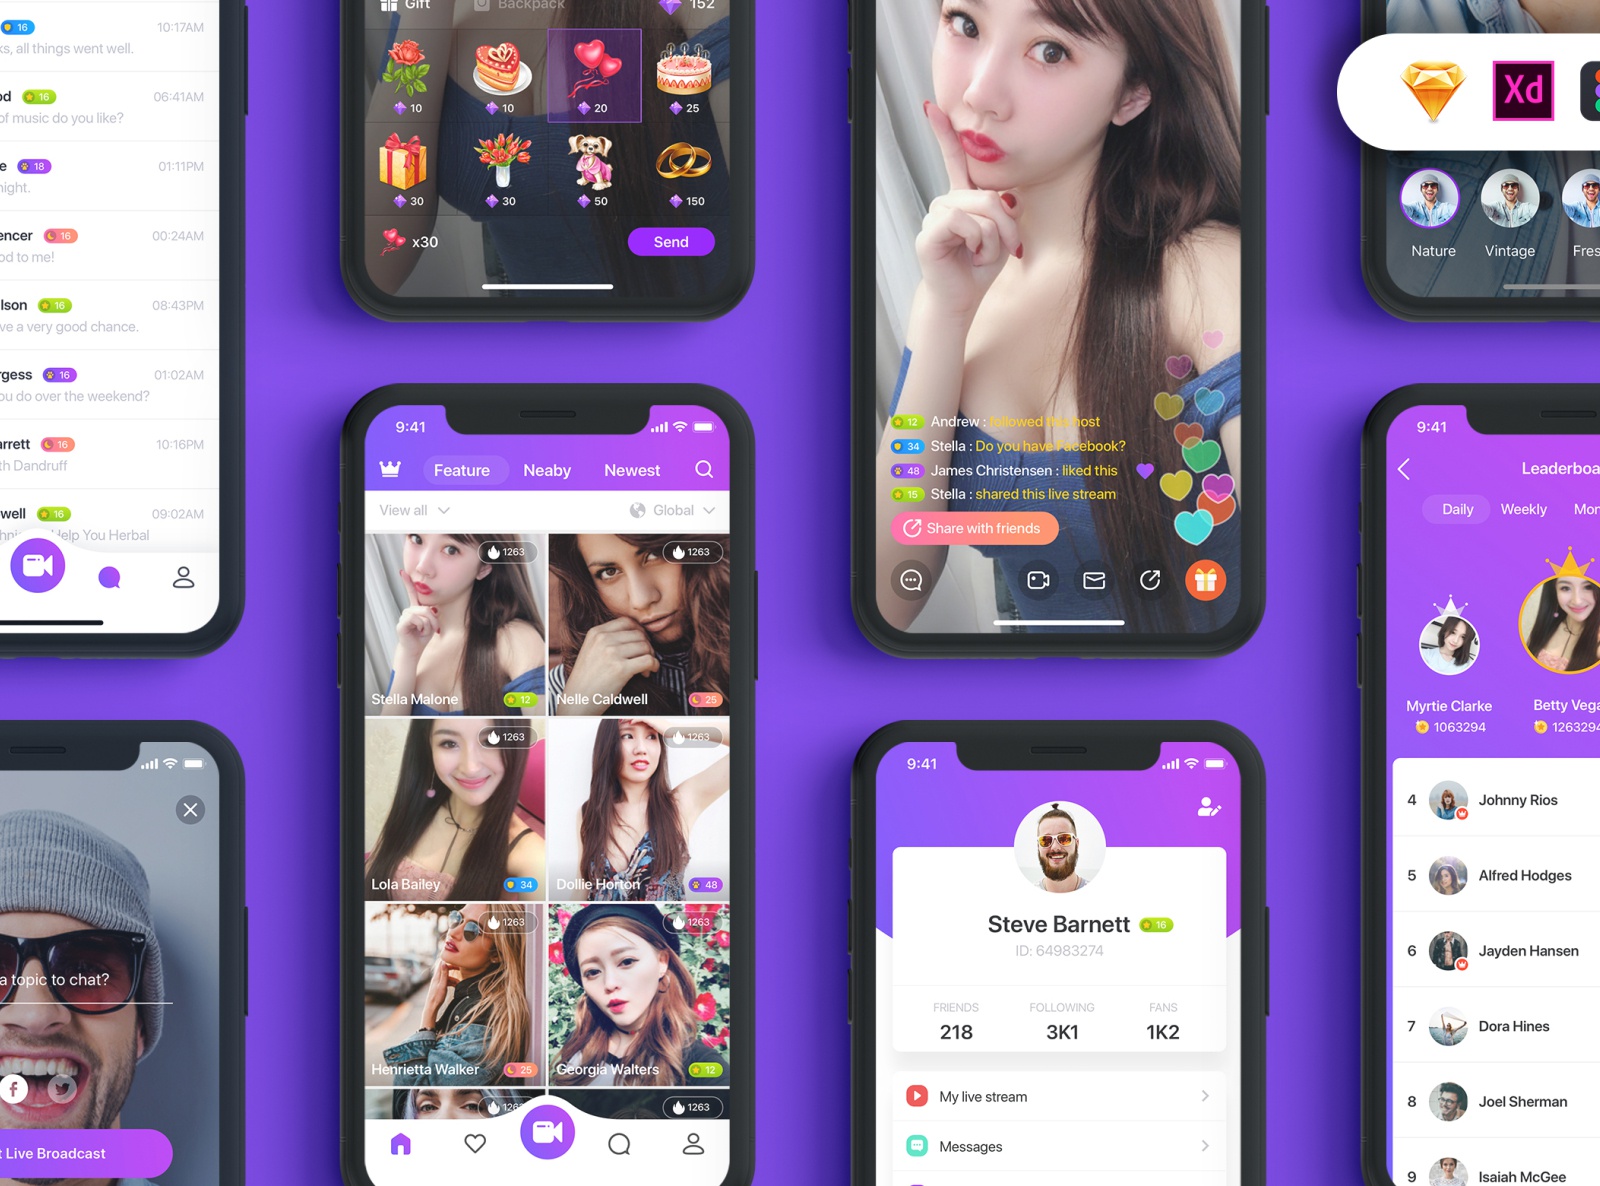 16 10:17AM
ks, all things went well.
od 16 06:41AM
of music do you like?
e 18 01:11PM
night.
encer 16 00:24AM
od to me!
lson 16 08:43PM
ve a very good chance.
rgess 16 01:02AM
ou do over the weekend?
arrett 16 10:16PM
th Dandruff
well 16 09:02AM
Help You Herbal
a topic to chat?
t Live Broadcast
Gift Backpack 152
10 10 20 25
30 30 50 150
x30 Send
9:41
Feature Neaby Newest
View all Global
1263 1263
Stella Malone 12 Nelle Caldwell 25
1263 1263
Lola Bailey 34 Dollie Horton 48
1263 1263
Henrietta Walker 25 Georgia Walters 12
1263 1263
12 Andrew : followed this host
34 Stella : Do you have Facebook?
48 James Christensen : liked this
15 Stella : shared this live stream
Share with friends
9:41
Steve Barnett 16
ID: 64983274
FRIENDS FOLLOWING FANS
218 3K1 1K2
My live stream
Messages
Xd
Nature Vintage Fres
9:41
Leaderboa
Daily Weekly Mon
Myrtie Clarke Betty Vega
1063294 1263294
4 Johnny Rios
5 Alfred Hodges
6 Jayden Hansen
7 Dora Hines
8 Joel Sherman
9 Isaiah McGee